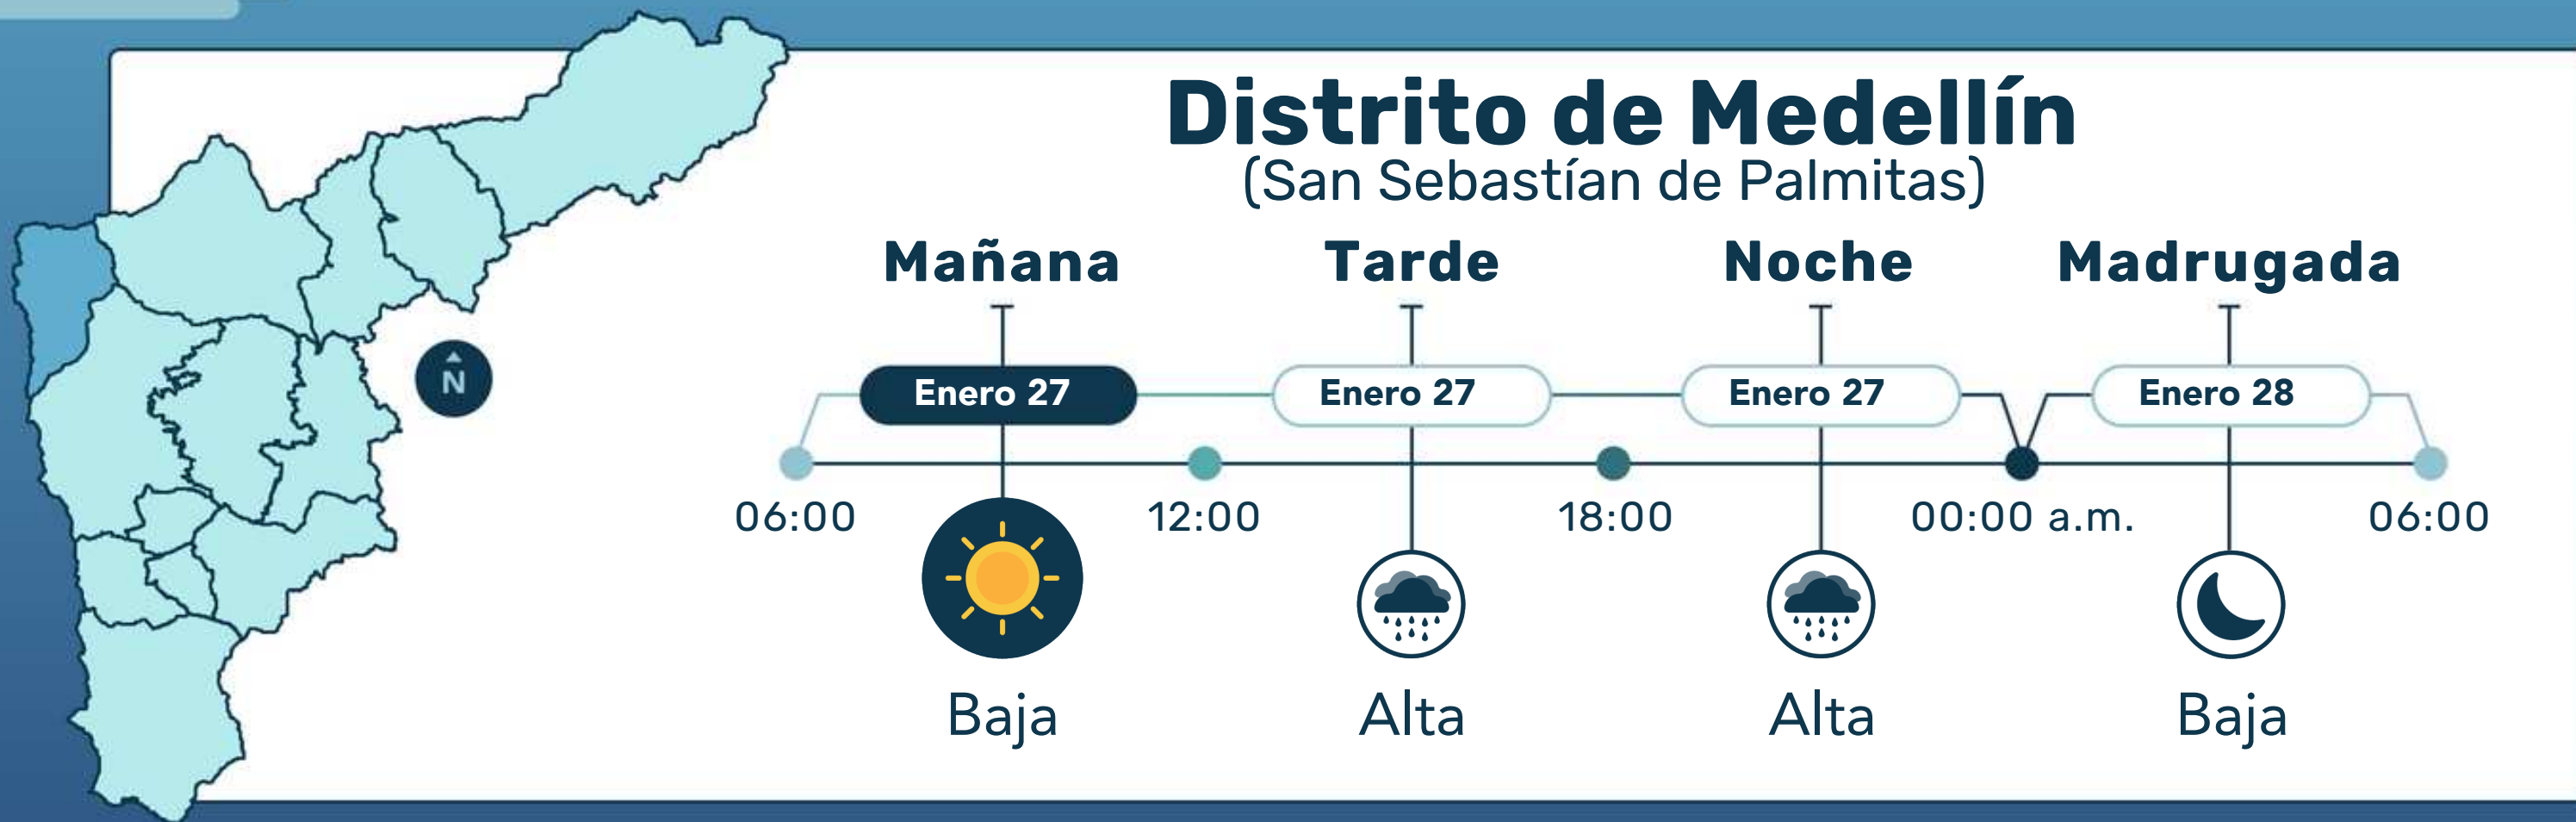 Distrito de Medellín
(San Sebastían de Palmitas)
Mañana Tarde Noche Madrugada
N
Enero 27 Enero 27 Enero 27 Enero 28
06:00 12:00 18:00 00:00 a.m. 06:00
Baja Alta Alta Baja